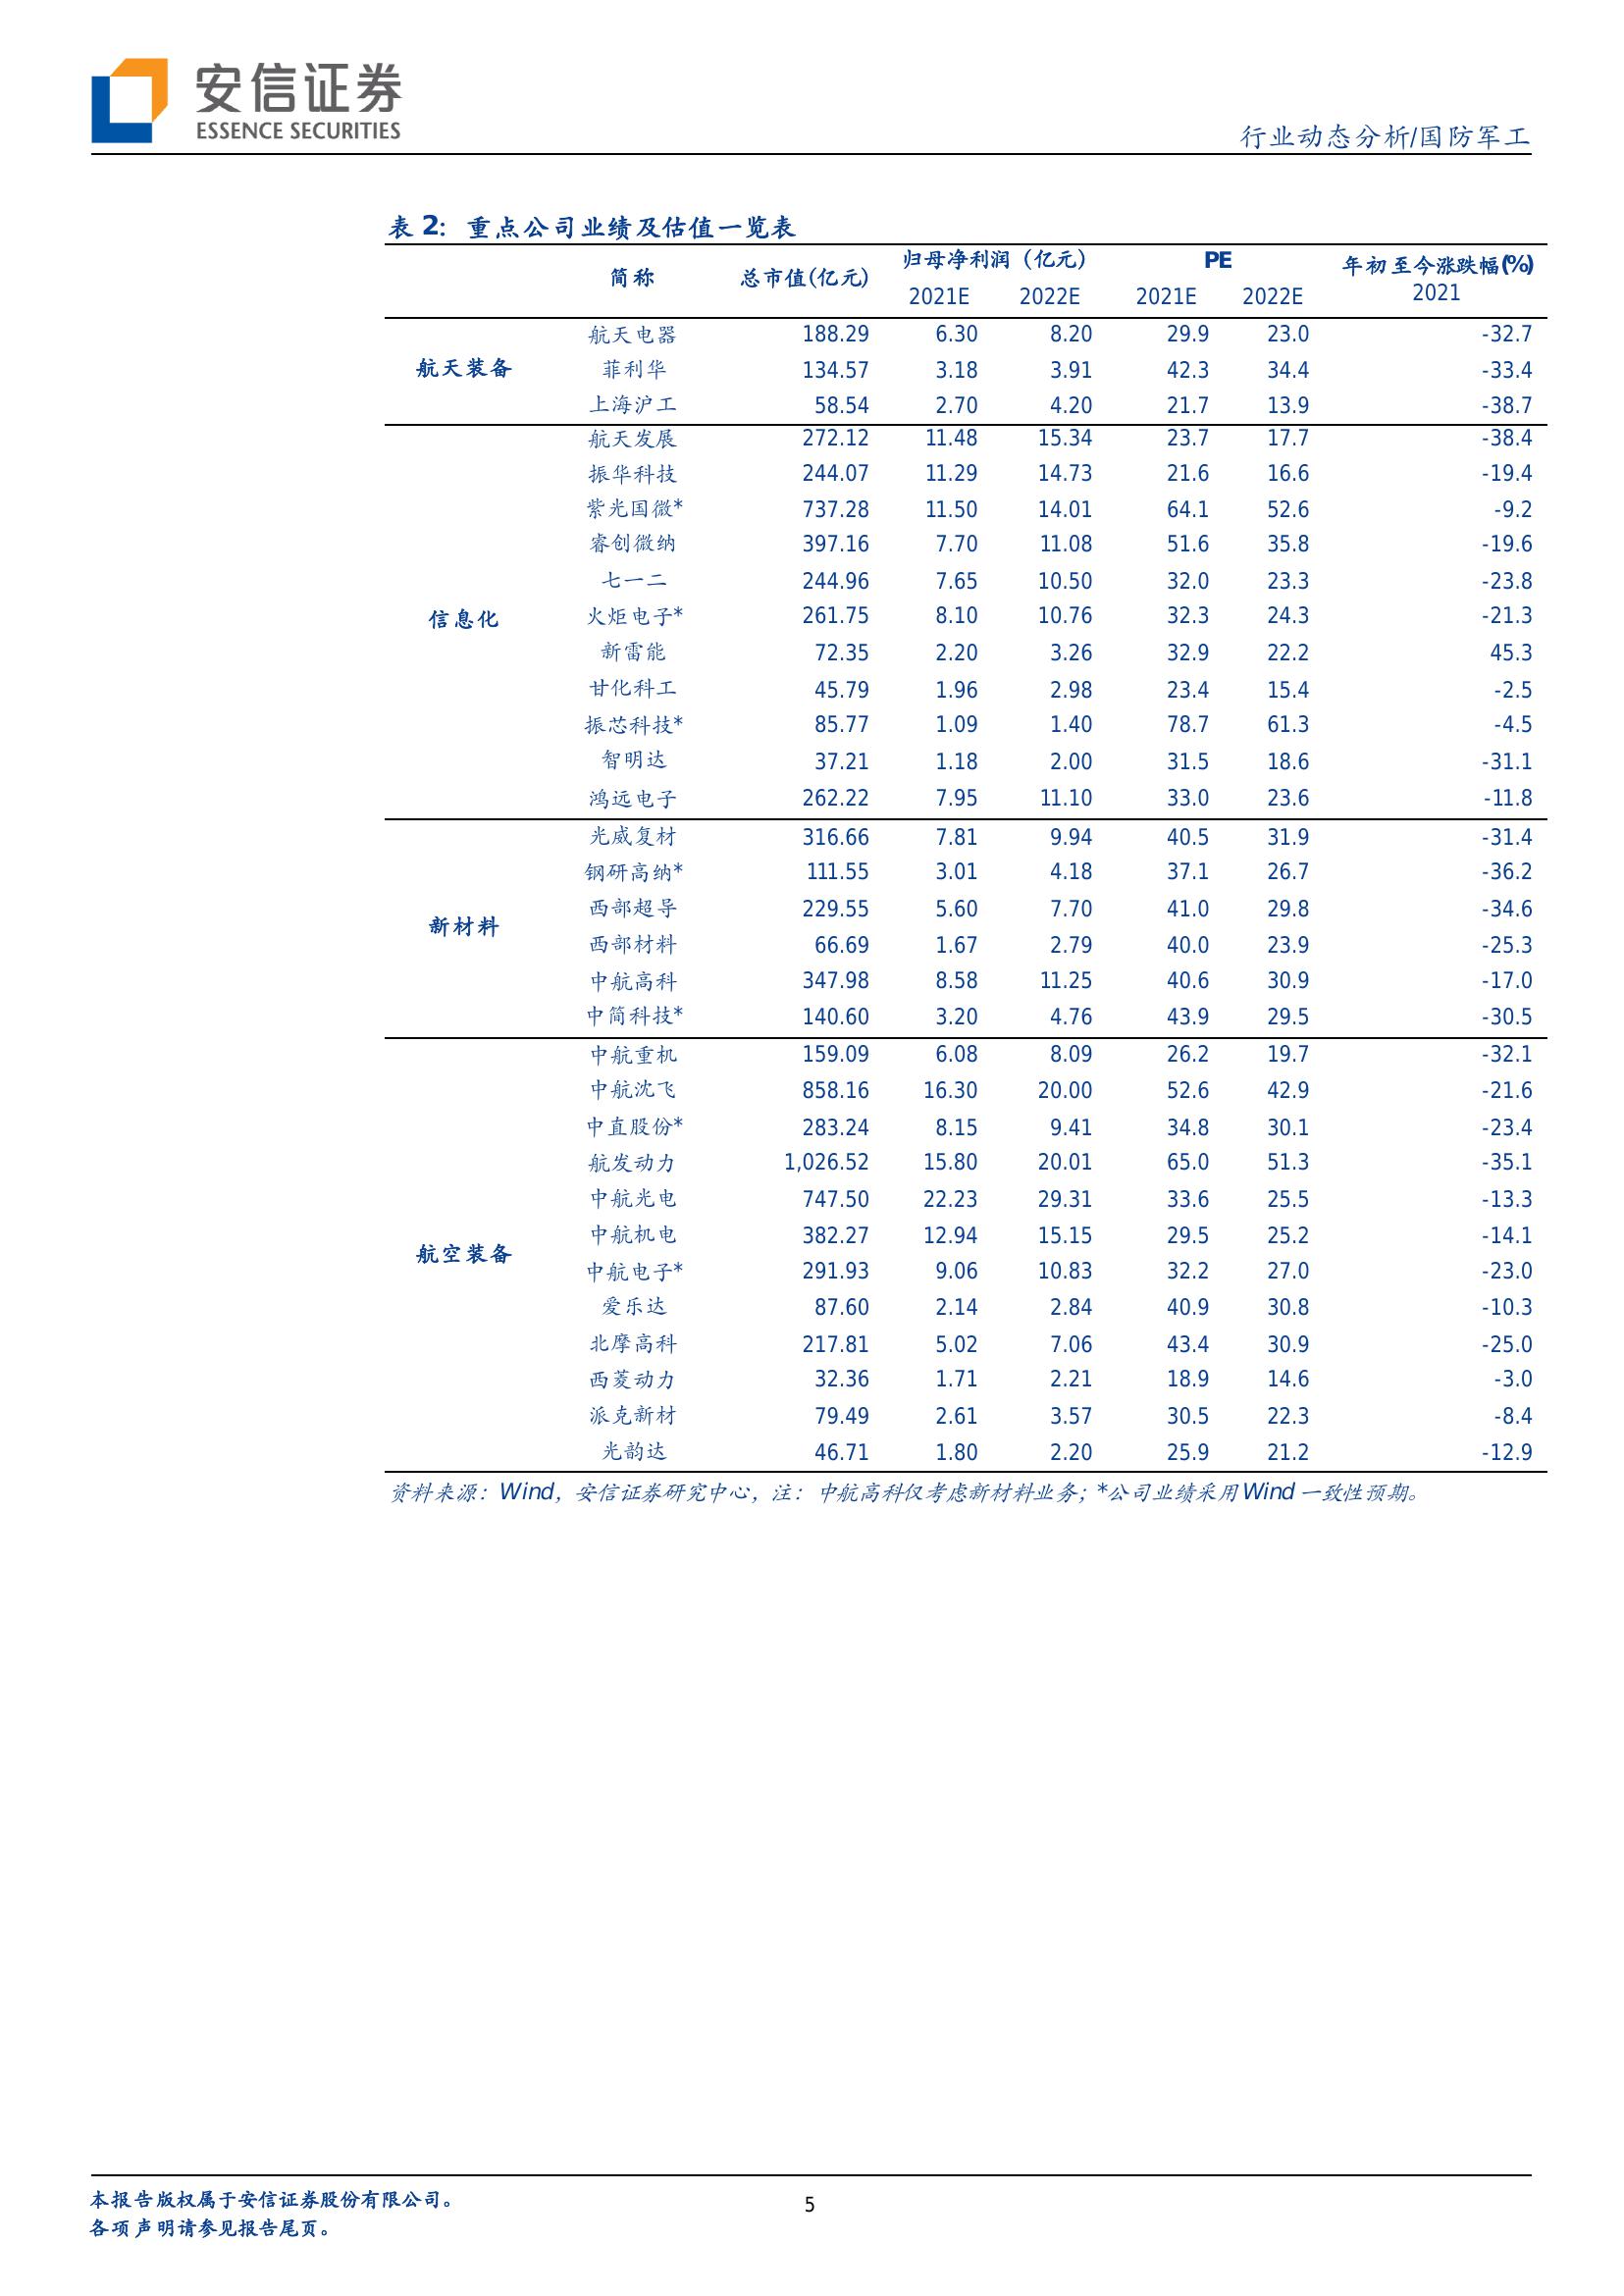 安信证券
ESSENCE SECURITIES
行业动态分析/国防军工
表 2: 重点公司业绩及估值一览表
简称 总市值(亿元) 归母净利润（亿元） PE 年初至今涨跌幅(%)
2021E 2022E 2021E 2022E 2021
航天装备
航天电器 188.29 6.30 8.20 29.9 23.0 -32.7
菲利华 134.57 3.18 3.91 42.3 34.4 -33.4
上海沪工 58.54 2.70 4.20 21.7 13.9 -38.7
信息化
航天发展 272.12 11.48 15.34 23.7 17.7 -38.4
振华科技 244.07 11.29 14.73 21.6 16.6 -19.4
紫光国微* 737.28 11.50 14.01 64.1 52.6 -9.2
睿创微纳 397.16 7.70 11.08 51.6 35.8 -19.6
七一二 244.96 7.65 10.50 32.0 23.3 -23.8
火炬电子* 261.75 8.10 10.76 32.3 24.3 -21.3
新雷能 72.35 2.20 3.26 32.9 22.2 45.3
甘化科工 45.79 1.96 2.98 23.4 15.4 -2.5
振芯科技* 85.77 1.09 1.40 78.7 61.3 -4.5
智明达 37.21 1.18 2.00 31.5 18.6 -31.1
鸿远电子 262.22 7.95 11.10 33.0 23.6 -11.8
新材料
光威复材 316.66 7.81 9.94 40.5 31.9 -31.4
钢研高纳* 111.55 3.01 4.18 37.1 26.7 -36.2
西部超导 229.55 5.60 7.70 41.0 29.8 -34.6
西部材料 66.69 1.67 2.79 40.0 23.9 -25.3
中航高科 347.98 8.58 11.25 40.6 30.9 -17.0
中简科技* 140.60 3.20 4.76 43.9 29.5 -30.5
航空装备
中航重机 159.09 6.08 8.09 26.2 19.7 -32.1
中航沈飞 858.16 16.30 20.00 52.6 42.9 -21.6
中直股份* 283.24 8.15 9.41 34.8 30.1 -23.4
航发动力 1,026.52 15.80 20.01 65.0 51.3 -35.1
中航光电 747.50 22.23 29.31 33.6 25.5 -13.3
中航机电 382.27 12.94 15.15 29.5 25.2 -14.1
中航电子* 291.93 9.06 10.83 32.2 27.0 -23.0
爱乐达 87.60 2.14 2.84 40.9 30.8 -10.3
北摩高科 217.81 5.02 7.06 43.4 30.9 -25.0
西菱动力 32.36 1.71 2.21 18.9 14.6 -3.0
派克新材 79.49 2.61 3.57 30.5 22.3 -8.4
光韵达 46.71 1.80 2.20 25.9 21.2 -12.9
资料来源：Wind，安信证券研究中心，注：中航高科仅考虑新材料业务；*公司业绩采用Wind 一致性预期。
本报告版权属于安信证券股份有限公司。
各项声明请参见报告尾页。
5